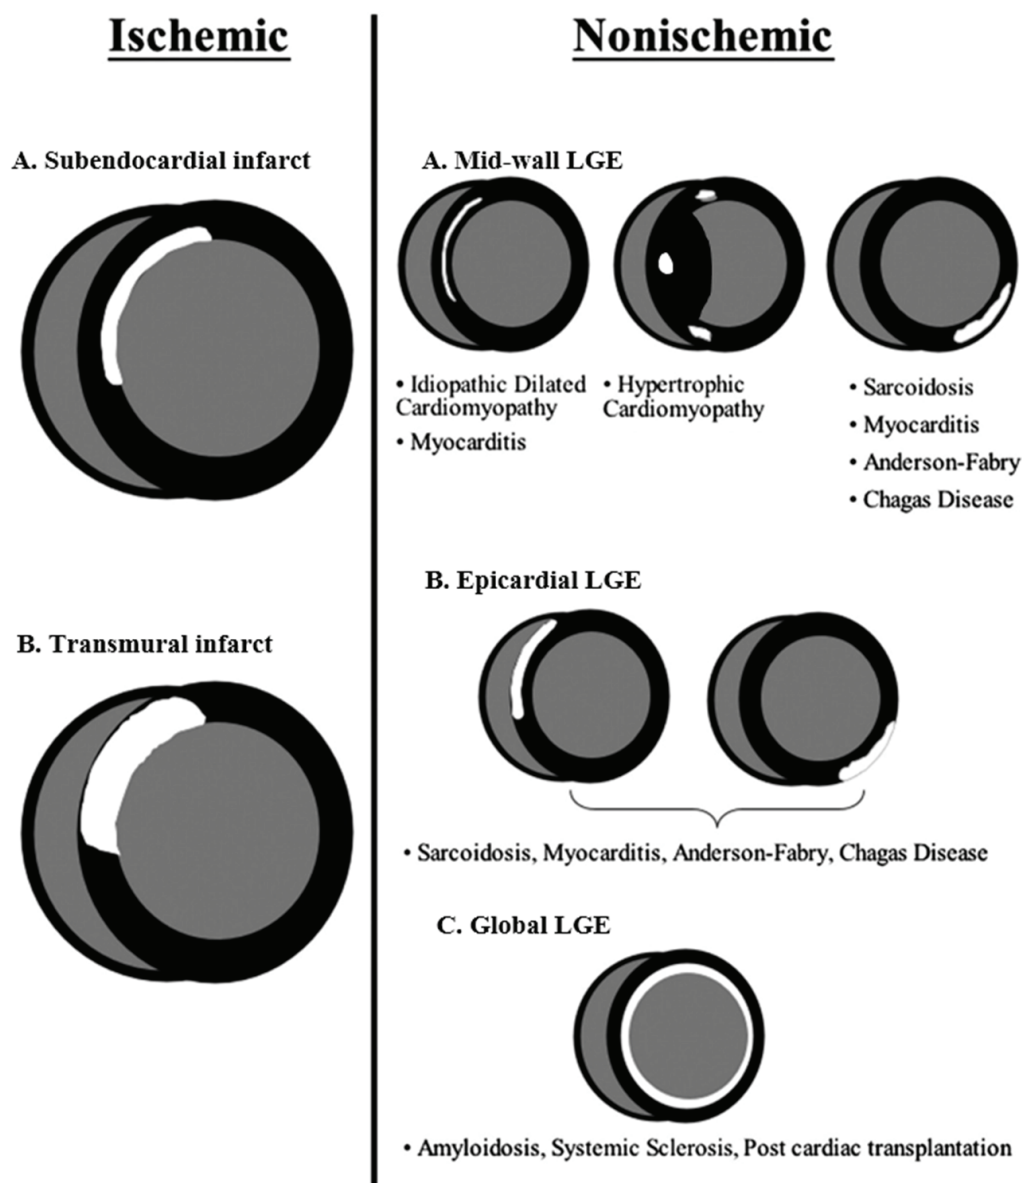 Ischemic
A. Subendocardial infarct
B. Transmural infarct
Nonischemic
A. Mid-wall LGE
• Idiopathic Dilated
Cardiomyopathy
• Myocarditis
• Hypertrophic
Cardiomyopathy
• Sarcoidosis
• Myocarditis
• Anderson-Fabry
• Chagas Disease
B. Epicardial LGE
• Sarcoidosis, Myocarditis, Anderson-Fabry, Chagas Disease
C. Global LGE
• Amyloidosis, Systemic Sclerosis, Post cardiac transplantation